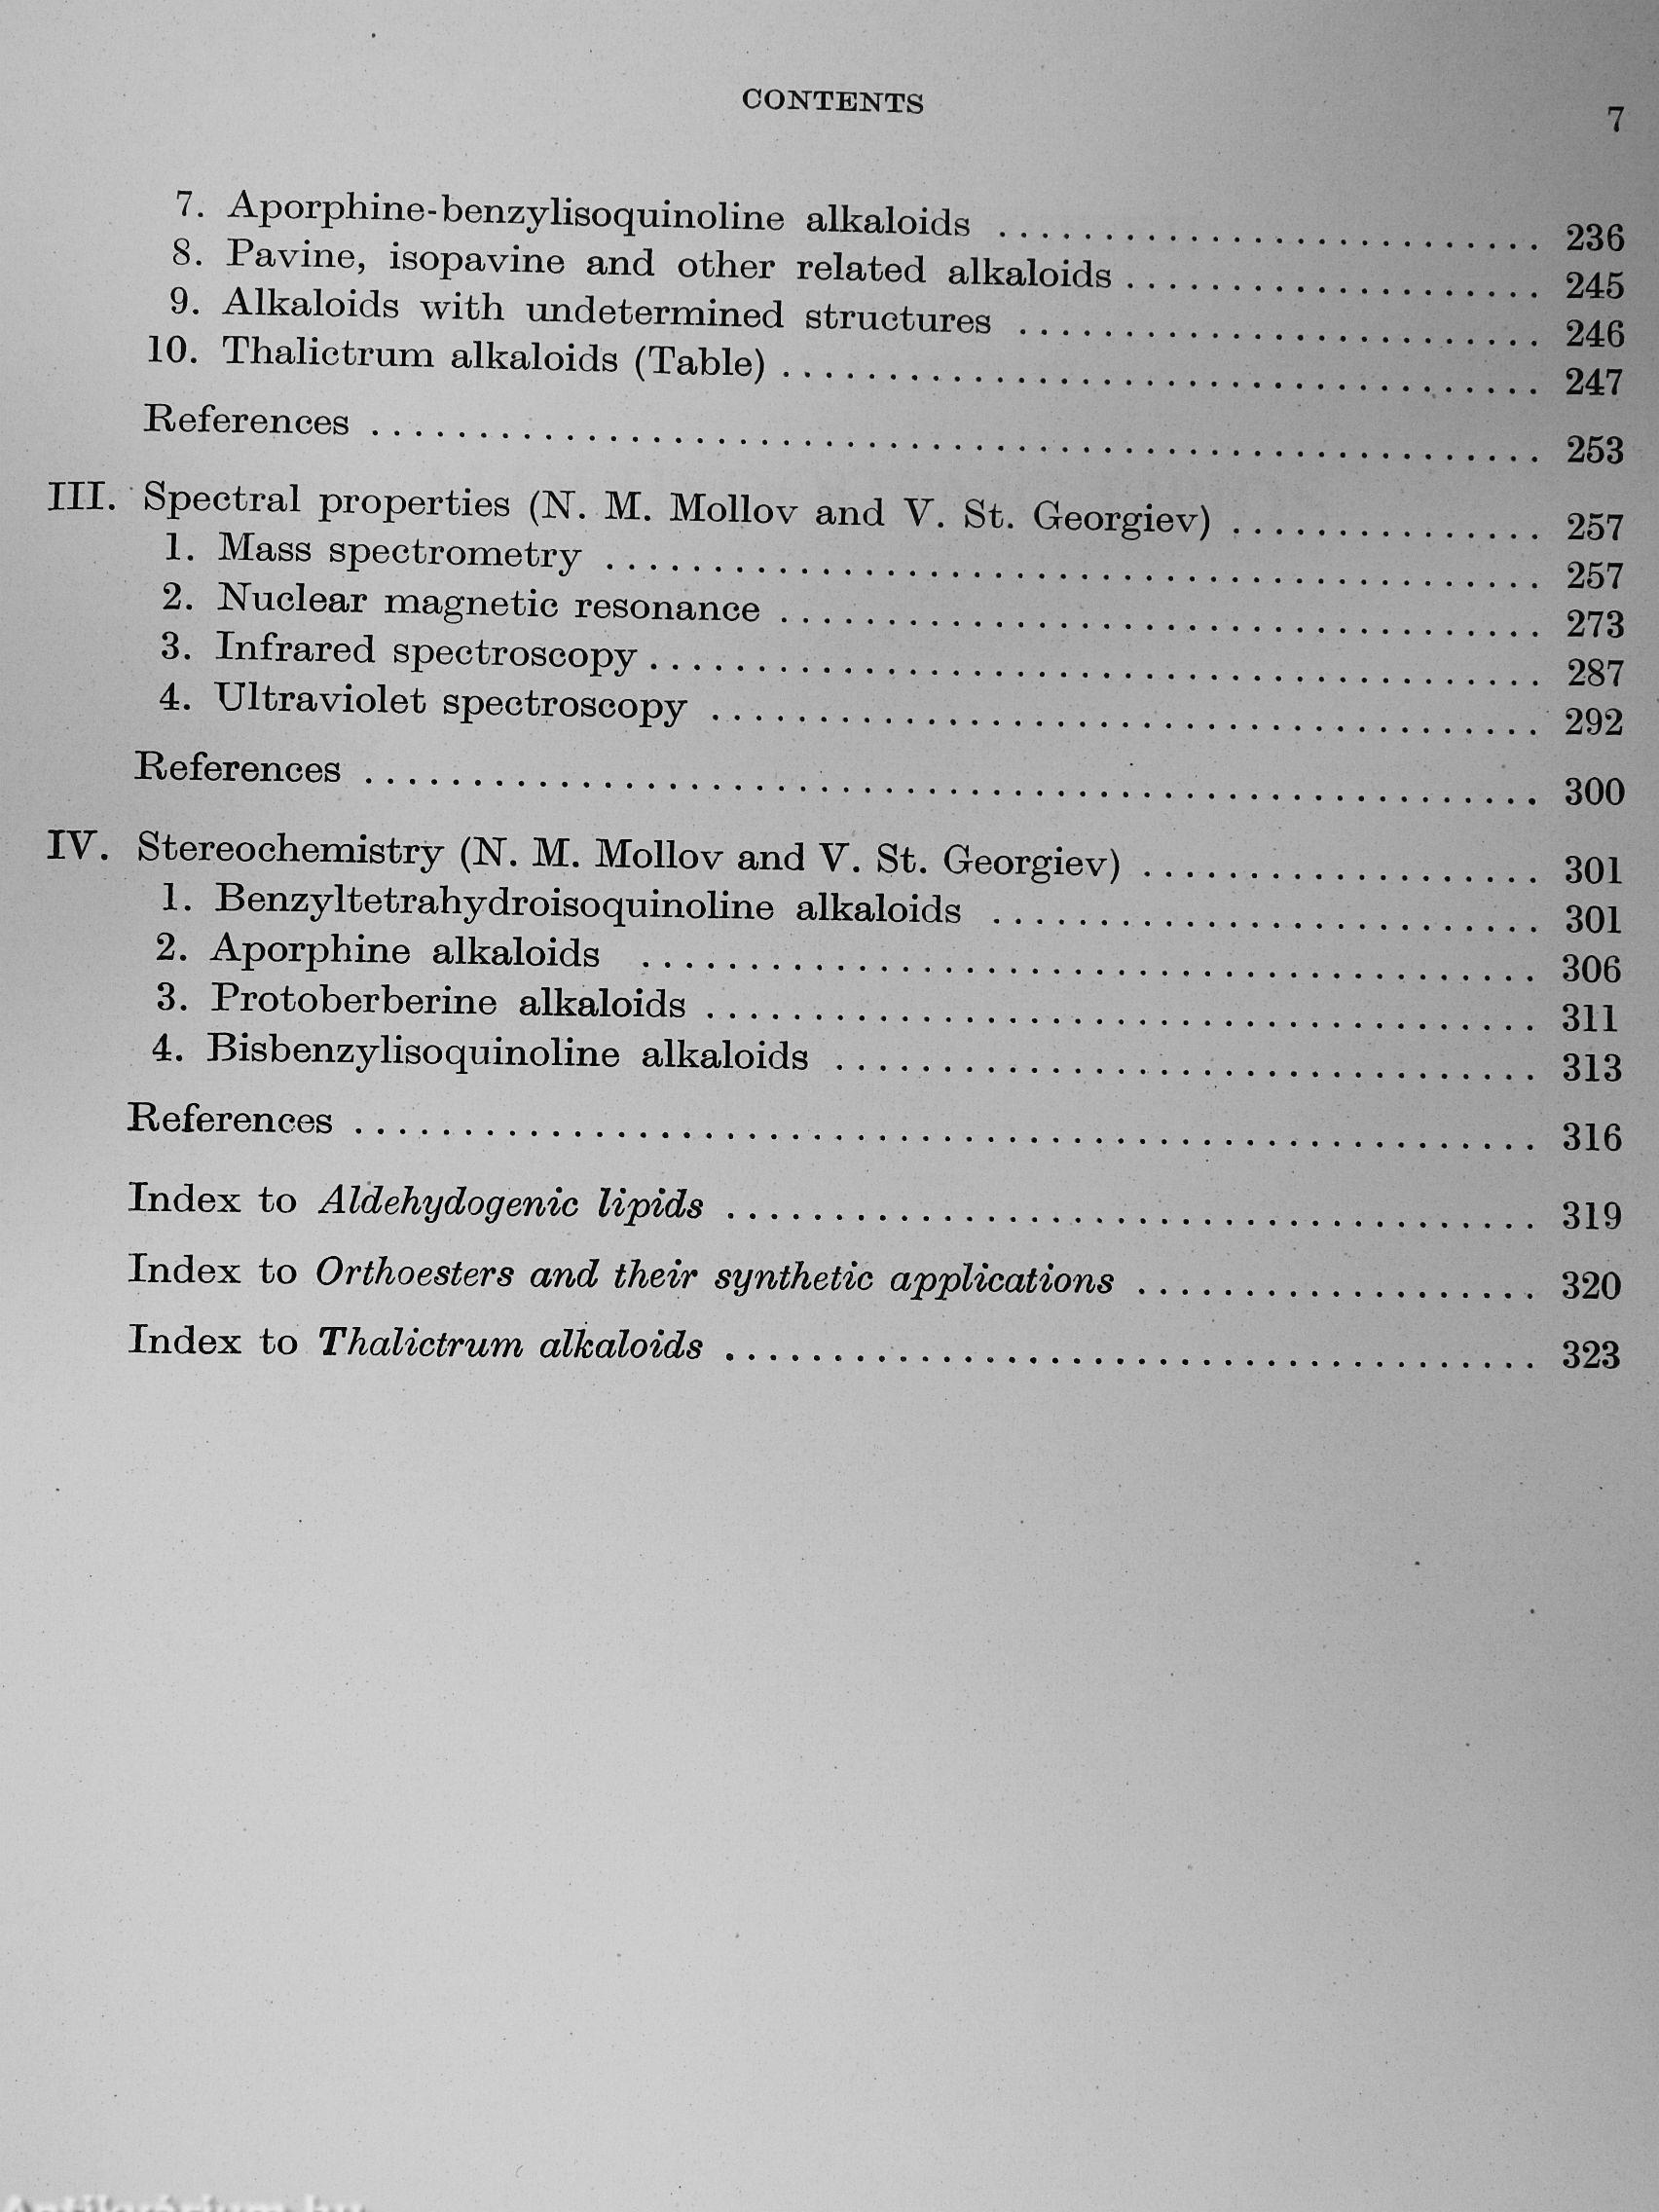 CONTENTS 7
7. Aporphine-benzylisoquinoline alkaloids 236
8. Pavine, isopavine and other related alkaloids 245
9. Alkaloids with undetermined structures 246
10. Thalictrum alkaloids (Table) 247
References 253
III. Spectral properties (N. M. Mollov and V. St. Georgiev) 257
1. Mass spectrometry 257
2. Nuclear magnetic resonance 273
3. Infrared spectroscopy 287
4. Ultraviolet spectroscopy 292
References 300
IV. Stereochemistry (N. M. Mollov and V. St. Georgiev) 301
1. Benzyltetrahydroisoquinoline alkaloids 301
2. Aporphine alkaloids 306
3. Protoberberine alkaloids 311
4. Bisbenzylisoquinoline alkaloids 313
References 316
Index to Aldehydogenic lipids 319
Index to Orthoesters and their synthetic applications 320
Index to Thalictrum alkaloids 323